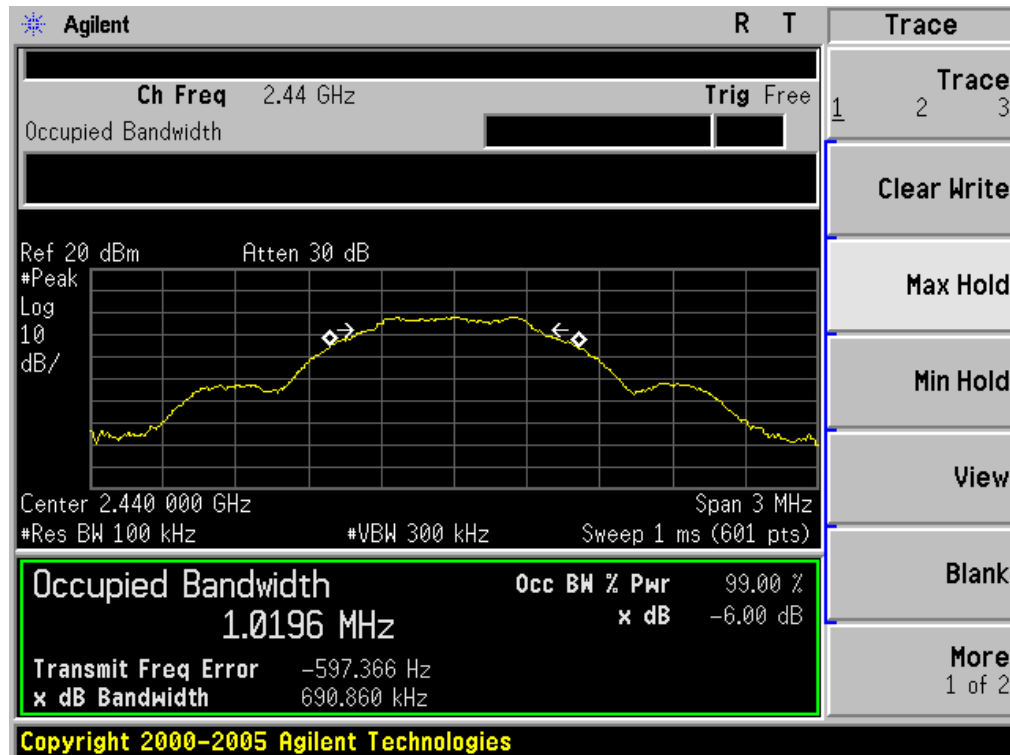 Agilent R T Trace
Ch Freq 2.44 GHz Trig Free
Occupied Bandwidth
Trace
1 2 3
Clear Write
Max Hold
Min Hold
View
Blank
More
1 of 2
Ref 20 dBm Atten 30 dB
#Peak
Log
10
dB/
Center 2.440 000 GHz Span 3 MHz
#Res BW 100 kHz #VBW 300 kHz Sweep 1 ms (601 pts)
Occupied Bandwidth Occ BW % Pwr 99.00 %
1.0196 MHz x dB -6.00 dB
Transmit Freq Error -597.366 Hz
x dB Bandwidth 690.860 kHz
Copyright 2000-2005 Agilent Technologies